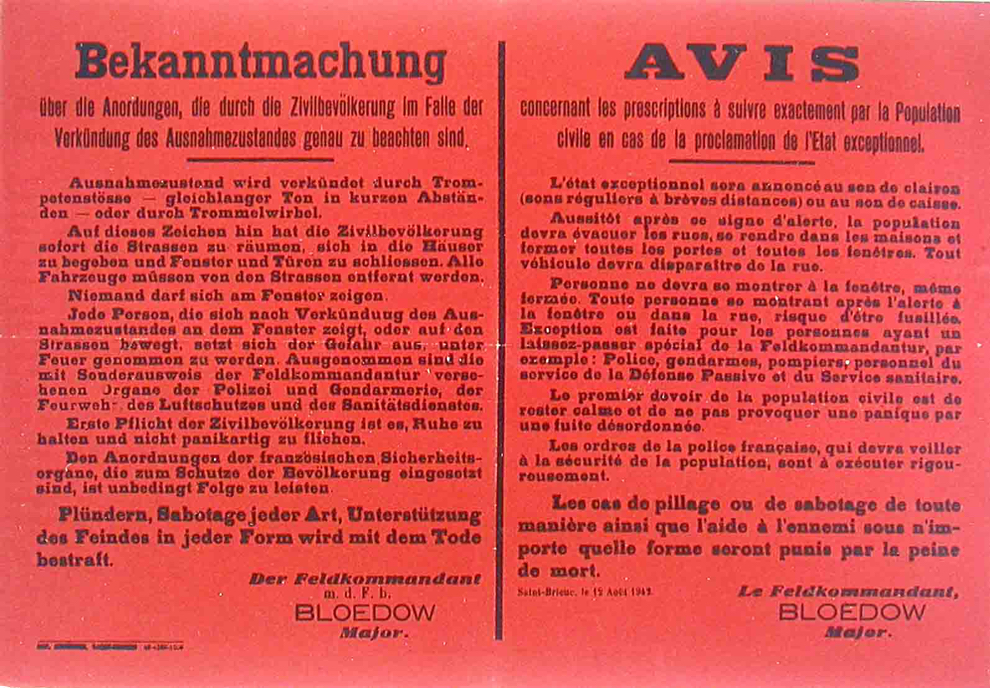 Bekanntmachung
über die Anordungen, die durch die Zivilbevölkerung im Falle der
Verkündung des Ausnahmezustandes genau zu beachten sind.
Ausnahmezustand wird verkündet durch Trom-
petenstösse — gleichlanger Ton in kurzen Abstän-
den — oder durch Trommelwirbel.
Auf dieses Zeichen hin hat die Zivilbevölkerung
sofort die Strassen zu räumen, sich in die Häuser
zu begeben und Fenster und Türen zu schliessen. Alle
Fahrzeuge müssen von den Strassen entfernt werden.
Niemand darf sich am Fenster zeigen.
Jede Person, die sich nach Verkündung des Aus-
nahmezustandes an dem Fenster zeigt, oder auf den
Strassen bewegt, setzt sich der Gefahr aus, unter
Feuer genommen zu werden. Ausgenommen sind die
mit Sonderausweis der Feldkommandantur verse-
henen Organe der Polizei und Gendarmerie, der
Feurwehr, des Luftschutzes und des Sanitätsdienstes.
Erste Pflicht der Zivilbevölkerung ist es, Ruhe zu
halten und nicht panikartig zu fliehen.
Den Anordnungen der französischen Sicherheits-
organe, die zum Schutze der Bevölkerung eingesetzt
sind, ist unbedingt Folge zu leisten.
Plündern, Sabotage jeder Art, Unterstützung
des Feindes in jeder Form wird mit dem Tode
bestraft.
Der Feldkommandant
m. d. F. b.
BLOEDOW
Major.
AVIS
concernant les prescriptions à suivre exactement par la Population
civile en cas de la proclamation de l'Etat exceptionnel.
L'état exceptionnel sera annoncé au son de clairon
(sons réguliers à brèves distances) ou au son de caisse.
Aussitôt après ce signe d'alerte, la population
devra évacuer les rues, se rendre dans les maisons et
fermer toutes les portes et toutes les fenêtres. Tout
véhicule devra disparaître de la rue.
Personne ne devra se montrer à la fenêtre, même
fermée. Toute personne se montrant après l'alerte à
la fenêtre ou dans la rue, risque d'être fusillée.
Exception est faite pour les personnes ayant un
laissez-passer spécial de la Feldkommandantur, par
exemple : Police, gendarmes, pompiers, personnel du
service de la Défense Passive et du Service sanitaire.
Le premier devoir de la population civile est de
rester calme et de ne pas provoquer une panique par
une fuite désordonnée.
Les ordres de la police française, qui devra veiller
à la sécurité de la population, sont à exécuter rigou-
reusement.
Les cas de pillage ou de sabotage de toute
manière ainsi que l'aide à l'ennemi sous n'im-
porte quelle forme seront punis par la peine
de mort.
Saint-Brieuc, le 12 Août
Le Feldkommandant,
BLOEDOW
Major.